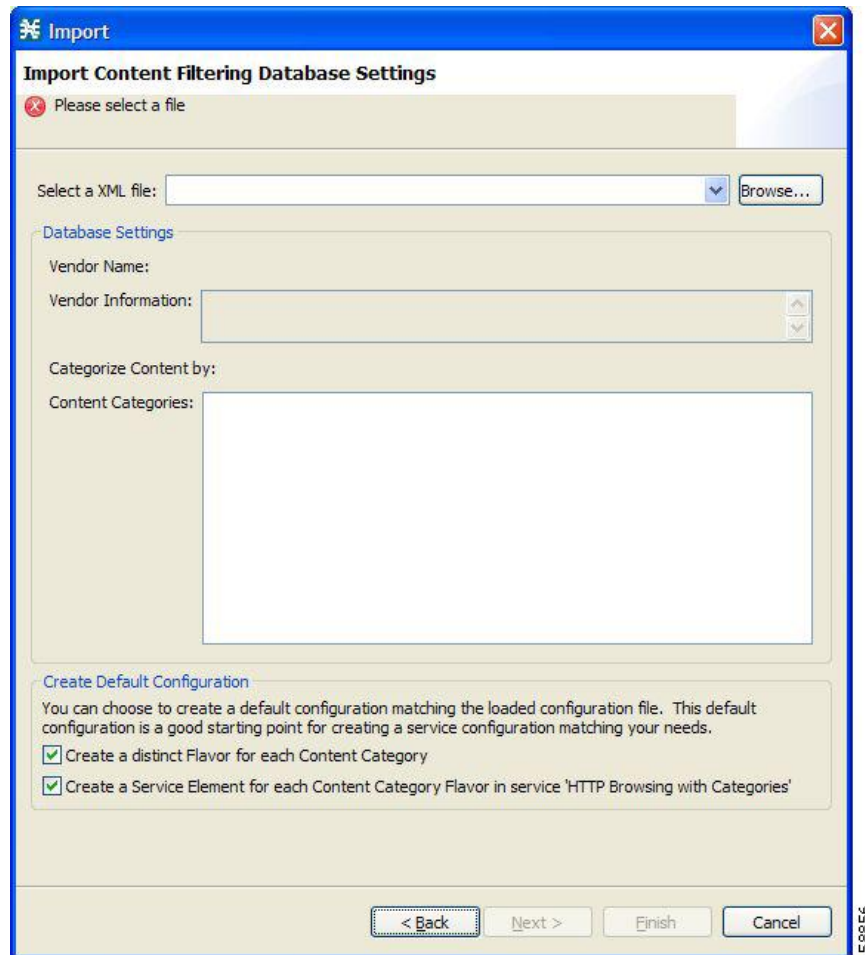 Import
Import Content Filtering Database Settings
Please select a file
Select a XML file:
Browse...
Database Settings
Vendor Name:
Vendor Information:
Categorize Content by:
Content Categories:
Create Default Configuration
You can choose to create a default configuration matching the loaded configuration file. This default
configuration is a good starting point for creating a service configuration matching your needs.
Create a distinct Flavor for each Content Category
Create a Service Element for each Content Category Flavor in service 'HTTP Browsing with Categories'
< Back
Next >
Finish
Cancel